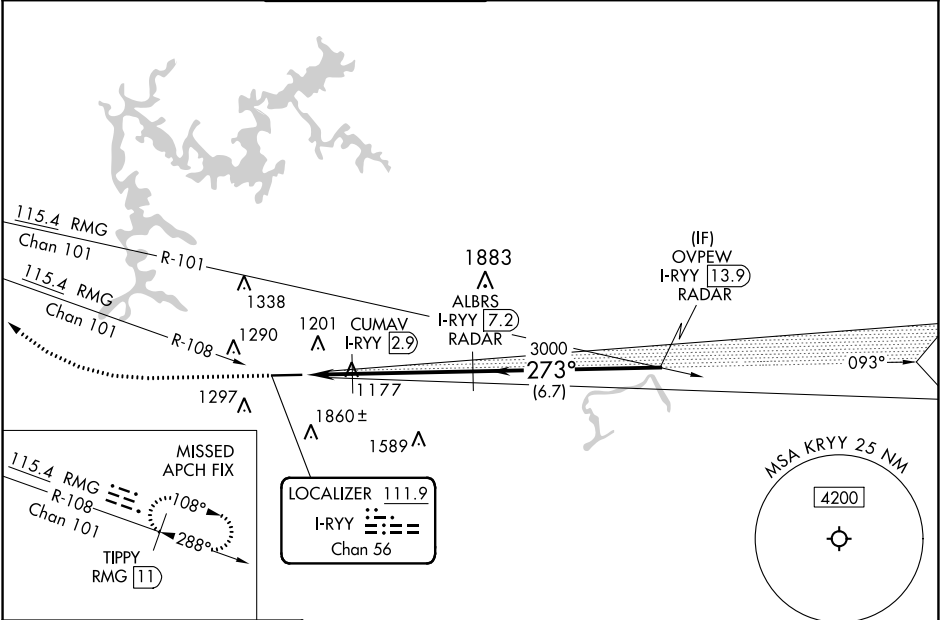 115.4 RMG
Chan 101
R-101
115.4 RMG
Chan 101
R-108
1338
1290
1201
1297
CUMAV
I-RYY 2.9
1177
1860 ±
1589
1883
ALBRS
I-RYY 7.2
RADAR
(IF)
OVPEW
I-RYY 13.9
RADAR
3000
273°
(6.7)
093°
MISSED
APCH FIX
115.4 RMG
R-108
Chan 101
108°
288°
TIPPY
RMG 11
LOCALIZER 111.9
I-RYY
Chan 56
MSA KRYY 25 NM
4200